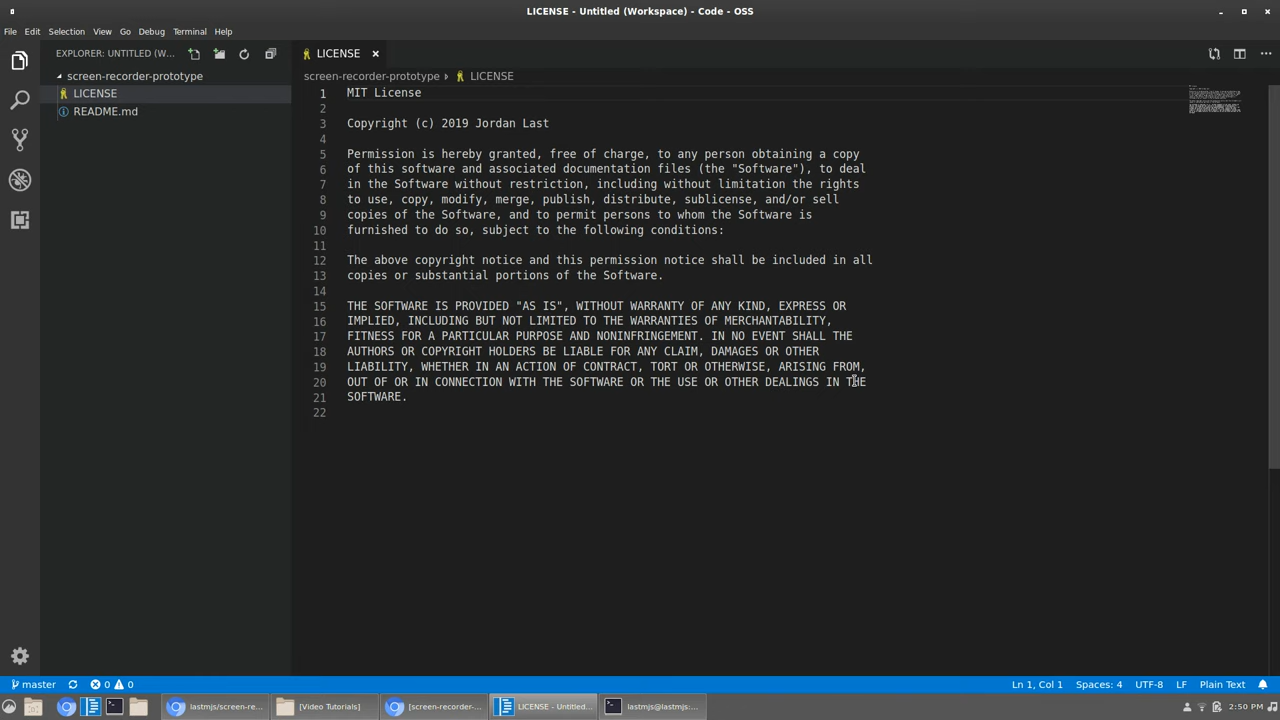 LICENSE - Untitled (Workspace) - Code - OSS
File Edit Selection View Go Debug Terminal Help
EXPLORER: UNTITLED (W...
LICENSE
screen-recorder-prototype
screen-recorder-prototype LICENSE
LICENSE
README.md
1 MIT License
2
3 Copyright (c) 2019 Jordan Last
4
5 Permission is hereby granted, free of charge, to any person obtaining a copy
6 of this software and associated documentation files (the "Software"), to deal
7 in the Software without restriction, including without limitation the rights
8 to use, copy, modify, merge, publish, distribute, sublicense, and/or sell
9 copies of the Software, and to permit persons to whom the Software is
10 furnished to do so, subject to the following conditions:
11
12 The above copyright notice and this permission notice shall be included in all
13 copies or substantial portions of the Software.
14
15 THE SOFTWARE IS PROVIDED "AS IS", WITHOUT WARRANTY OF ANY KIND, EXPRESS OR
16 IMPLIED, INCLUDING BUT NOT LIMITED TO THE WARRANTIES OF MERCHANTABILITY,
17 FITNESS FOR A PARTICULAR PURPOSE AND NONINFRINGEMENT. IN NO EVENT SHALL THE
18 AUTHORS OR COPYRIGHT HOLDERS BE LIABLE FOR ANY CLAIM, DAMAGES OR OTHER
19 LIABILITY, WHETHER IN AN ACTION OF CONTRACT, TORT OR OTHERWISE, ARISING FROM,
20 OUT OF OR IN CONNECTION WITH THE SOFTWARE OR THE USE OR OTHER DEALINGS IN THE
21 SOFTWARE.
22
master 0 0 Ln 1, Col 1 Spaces: 4 UTF-8 LF Plain Text
lastmjs/screen-re... [Video Tutorials] [screen-recorder-... LICENSE - Untitled... lastmjs@lastmjs:... 2:50 PM